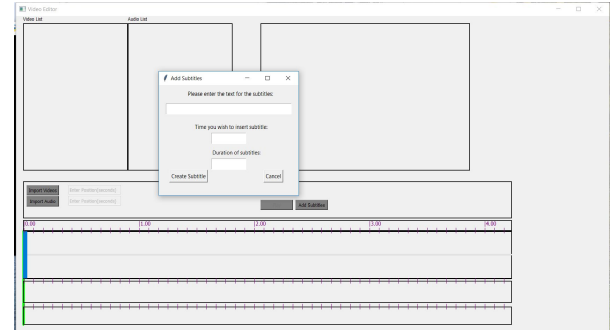 Video Editor
Video List
Audio List
Add Subtitles
Please enter the text for the subtitles:
Time you wish to insert subtitle:
Duration of subtitles:
Create Subtitle
Cancel
Import Videos
Enter Position(seconds)
Import Audio
Enter Position(seconds)
Add Subtitles
0.00
1.00
2.00
3.00
4.00